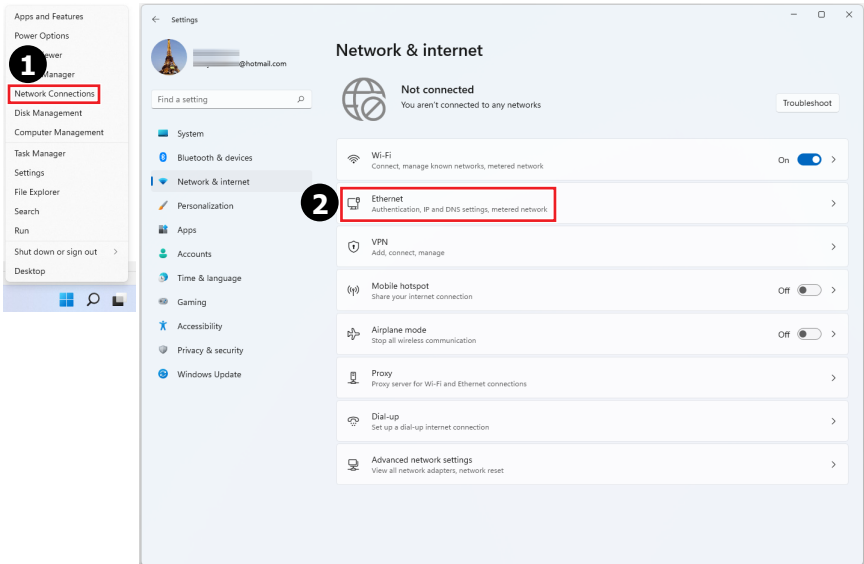 Apps and Features
Power Options
ewer
1
Manager
Network Connections
Disk Management
Computer Management
Task Manager
Settings
File Explorer
Search
Run
Shut down or sign out
Desktop
Settings
@hotmail.com
Find a setting
System
Bluetooth & devices
Network & internet
Personalization
Apps
Accounts
Time & language
Gaming
Accessibility
Privacy & security
Windows Update
Network & internet
Not connected
You aren't connected to any networks
Troubleshoot
Wi-Fi
Connect, manage known networks, metered network
On
2
Ethernet
Authentication, IP and DNS settings, metered network
VPN
Add, connect, manage
Mobile hotspot
Share your internet connection
Off
Airplane mode
Stop all wireless communication
Off
Proxy
Proxy server for Wi-Fi and Ethernet connections
Dial-up
Set up a dial-up internet connection
Advanced network settings
View all network adapters, network reset